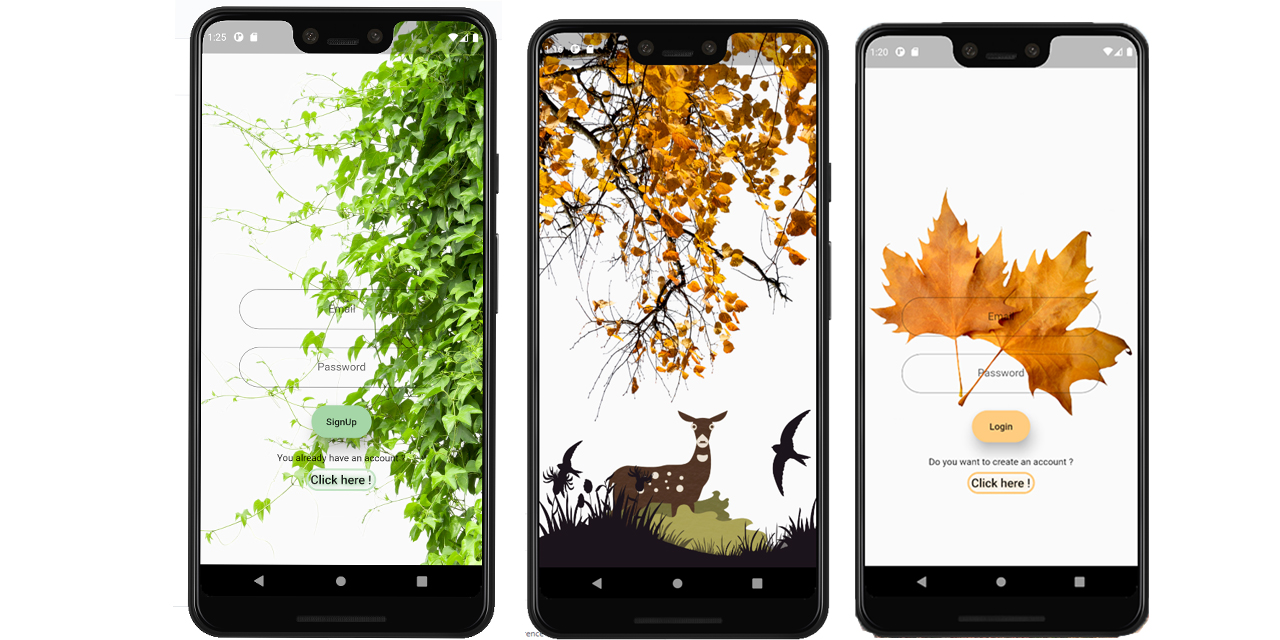 1:25
Email
Password
SignUp
You already have an account ?
Click here !
1:20
Email
Password
Login
Do you want to create an account ?
Click here !